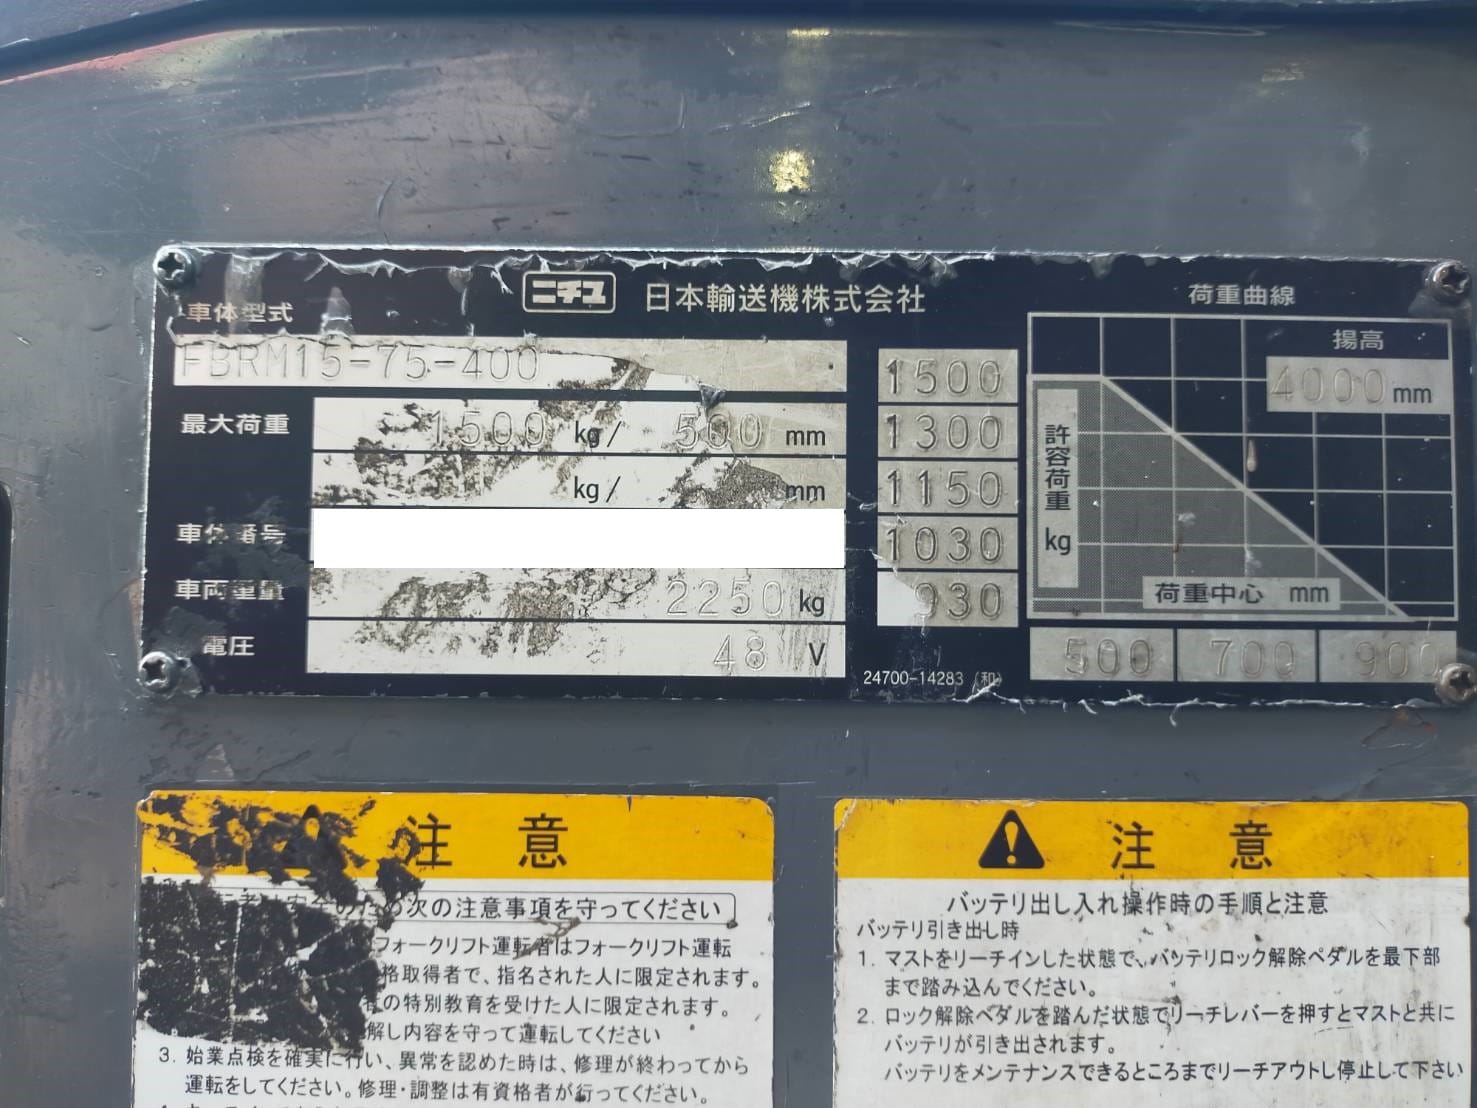 ニチユ 日本輸送機株式会社
車体型式
FBRM15-75-400
最大荷重 1500 kg/ 500 mm
kg/ mm
車体番号
車両重量 2250 kg
電圧 48 V
1500
1300
1150
1030
930
24700-14283 (和)
荷重曲線
揚高
4000mm
許容荷重
kg
荷重中心 mm
500 700 900
注意
安全のため次の注意事項を守ってください
フォークリフト運転者はフォークリフト運転
格取得者で、指名された人に限定されます。
の特別教育を受けた人に限定されます。
解し内容を守って運転してください
3. 始業点検を確実に行い、異常を認めた時は、修理が終わってから
運転をしてください。修理・調整は有資格者が行ってください。
注意
バッテリ出し入れ操作時の手順と注意
バッテリ引き出し時
1. マストをリーチインした状態で、バッテリロック解除ペダルを最下部
まで踏み込んでください。
2. ロック解除ペダルを踏んだ状態でリーチレバーを押すとマストと共に
バッテリが引き出されます。
バッテリをメンテナンスできるところまでリーチアウトし停止して下さい